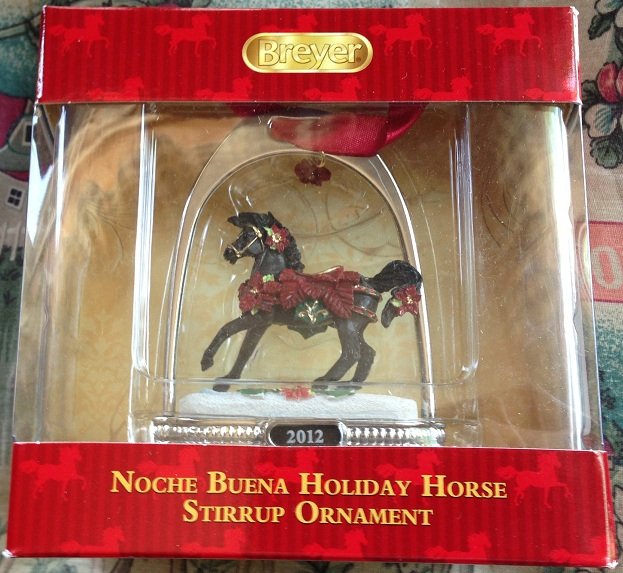 Breyer
2012
NOCHE BUENA HOLIDAY HORSE
STIRRUP ORNAMENT